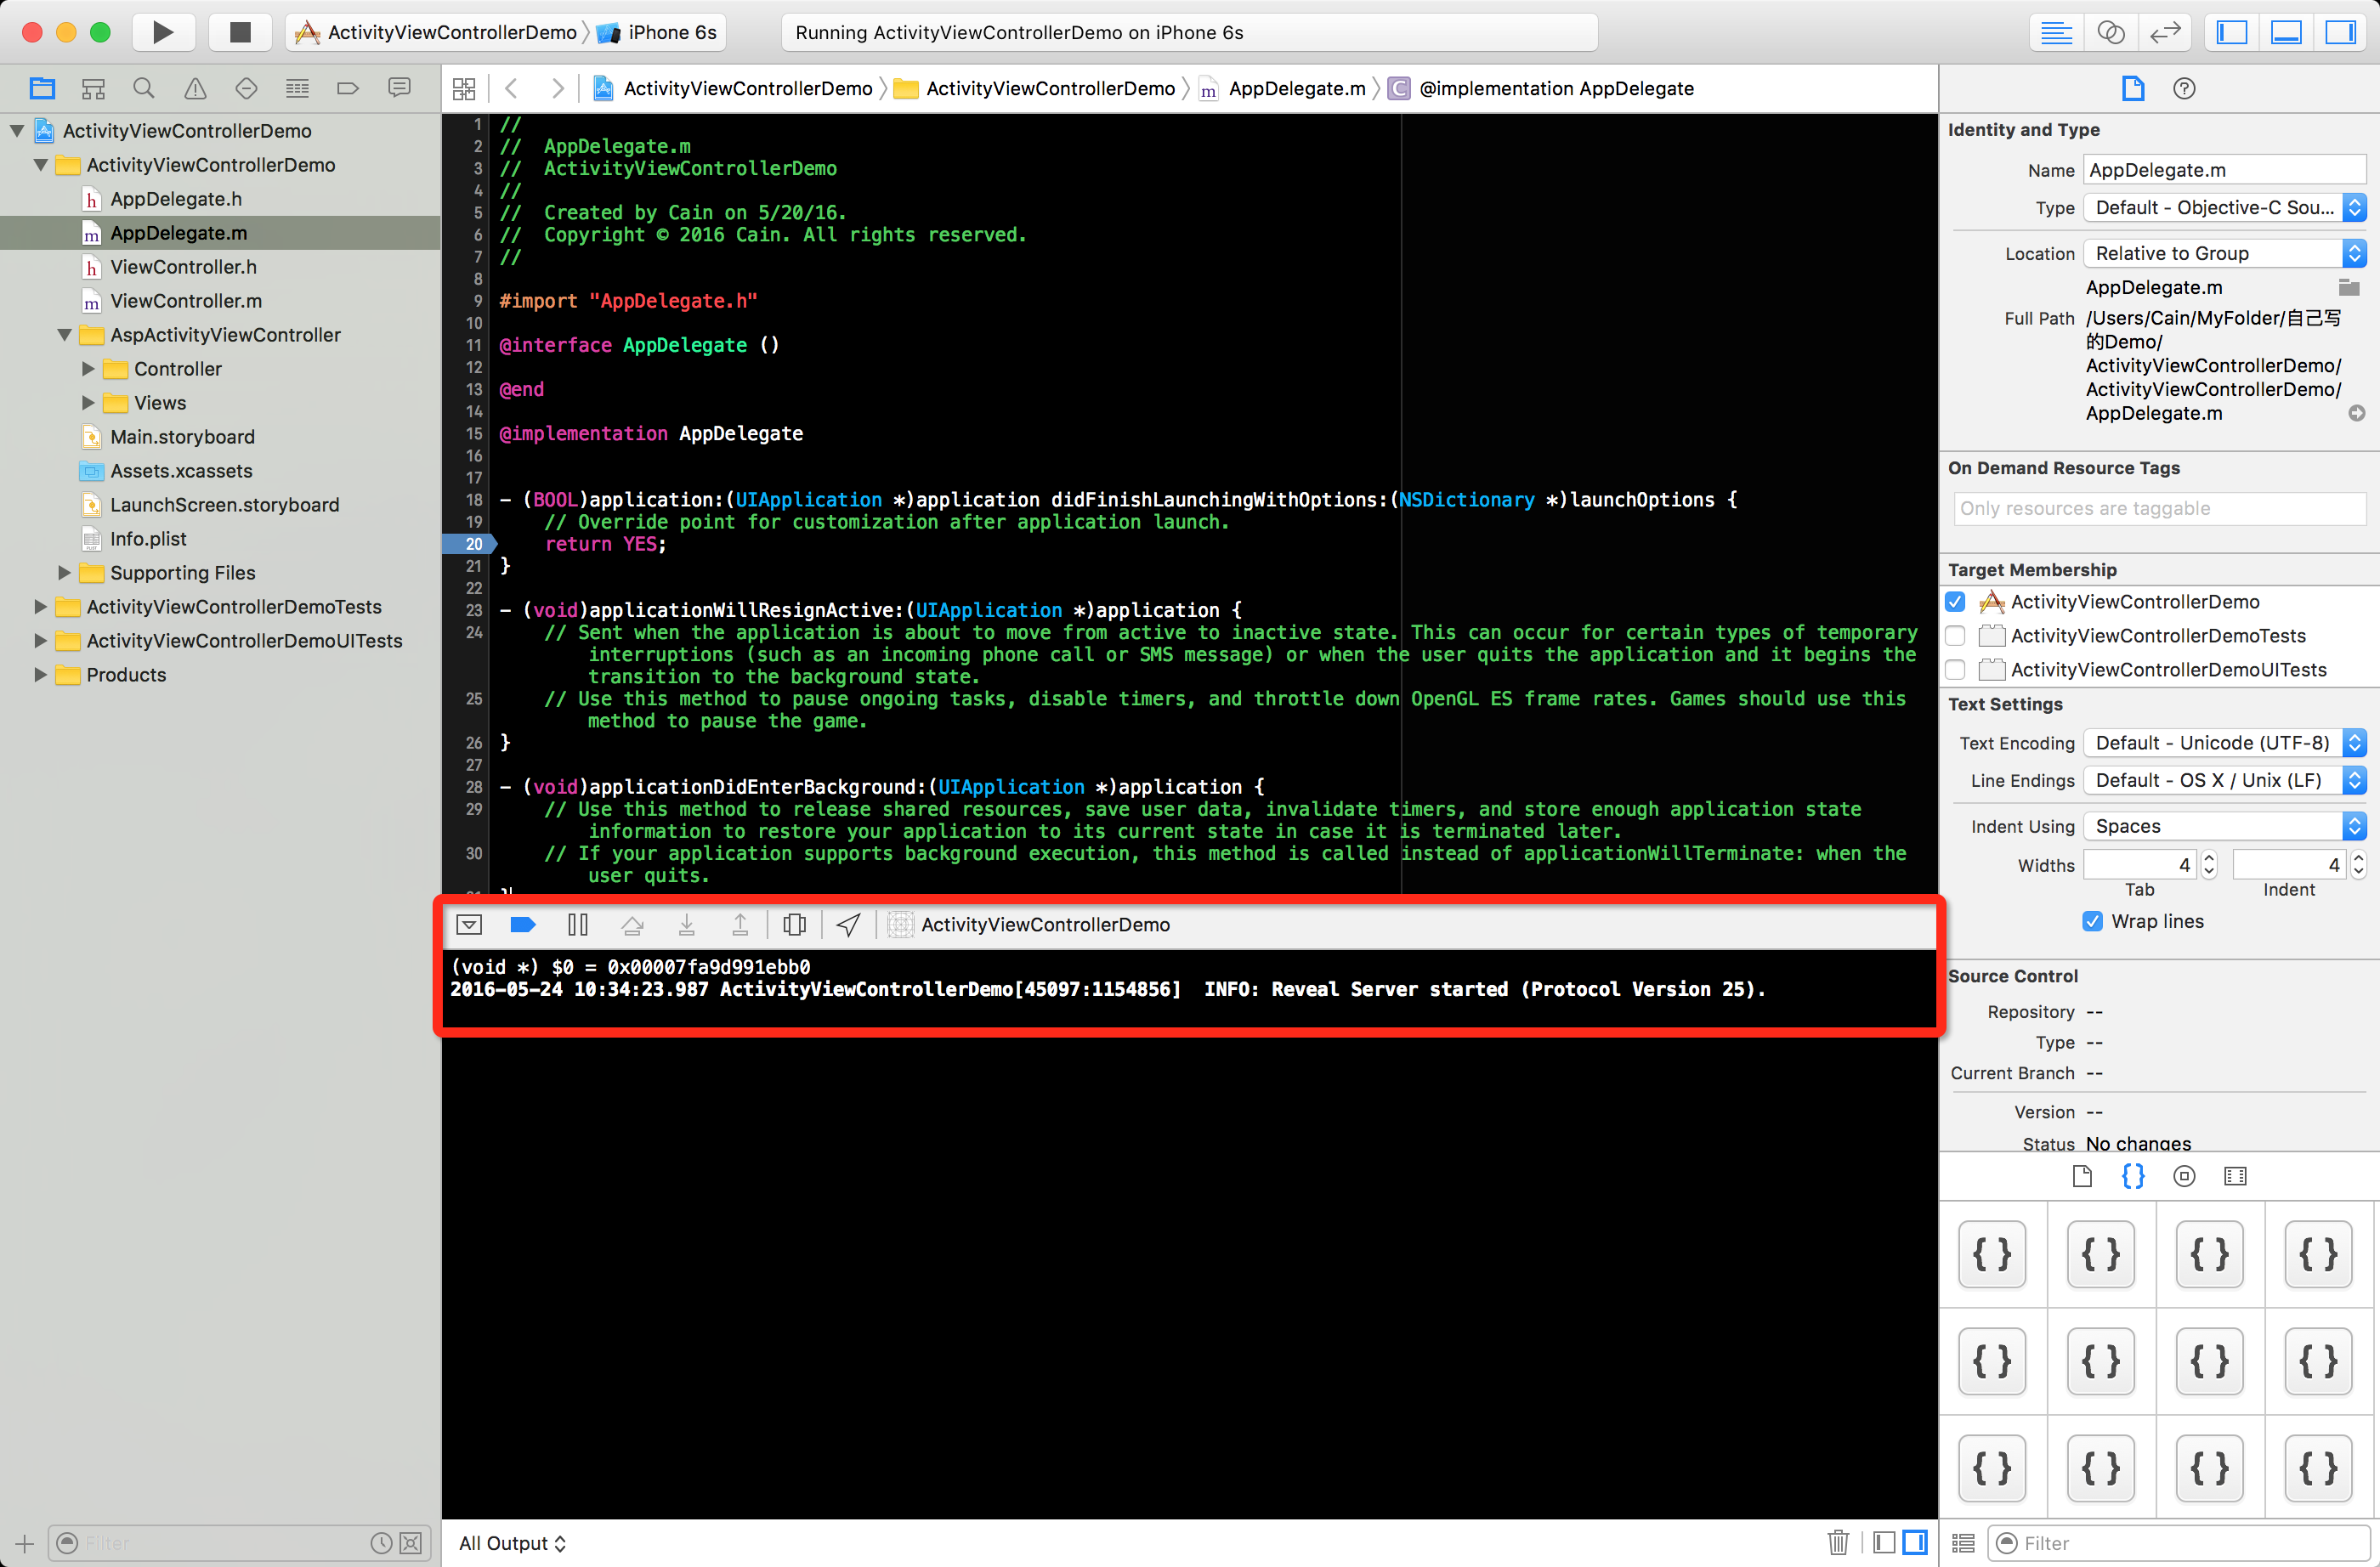 ActivityViewControllerDemo iPhone 6s
Running ActivityViewControllerDemo on iPhone 6s
ActivityViewControllerDemo
ActivityViewControllerDemo
h AppDelegate.h
m AppDelegate.m
h ViewController.h
m ViewController.m
AspActivityViewController
Controller
Views
Main.storyboard
Assets.xcassets
LaunchScreen.storyboard
Info.plist
Supporting Files
ActivityViewControllerDemoTests
ActivityViewControllerDemoUITests
Products
Filter
ActivityViewControllerDemo ActivityViewControllerDemo m AppDelegate.m C @implementation AppDelegate
1 //
2 //  AppDelegate.m
3 //  ActivityViewControllerDemo
4 //
5 //  Created by Cain on 5/20/16.
6 //  Copyright © 2016 Cain. All rights reserved.
7 //
8
9 #import "AppDelegate.h"
10
11 @interface AppDelegate ()
12
13 @end
14
15 @implementation AppDelegate
16
17
18 - (BOOL)application:(UIApplication *)application didFinishLaunchingWithOptions:(NSDictionary *)launchOptions {
19 // Override point for customization after application launch.
20 return YES;
21 }
22
23 - (void)applicationWillResignActive:(UIApplication *)application {
24 // Sent when the application is about to move from active to inactive state. This can occur for certain types of temporary
interruptions (such as an incoming phone call or SMS message) or when the user quits the application and it begins the
transition to the background state.
25 // Use this method to pause ongoing tasks, disable timers, and throttle down OpenGL ES frame rates. Games should use this
method to pause the game.
26 }
27
28 - (void)applicationDidEnterBackground:(UIApplication *)application {
29 // Use this method to release shared resources, save user data, invalidate timers, and store enough application state
information to restore your application to its current state in case it is terminated later.
30 // If your application supports background execution, this method is called instead of applicationWillTerminate: when the
user quits.
ActivityViewControllerDemo
(void *) $0 = 0x00007fa9d991ebb0
2016-05-24 10:34:23.987 ActivityViewControllerDemo[45097:1154856]  INFO: Reveal Server started (Protocol Version 25).
All Output
Identity and Type
Name AppDelegate.m
Type Default - Objective-C Sou...
Location Relative to Group
AppDelegate.m
Full Path /Users/Cain/MyFolder/自己写
的Demo/
ActivityViewControllerDemo/
ActivityViewControllerDemo/
AppDelegate.m
On Demand Resource Tags
Only resources are taggable
Target Membership
ActivityViewControllerDemo
ActivityViewControllerDemoTests
ActivityViewControllerDemoUITests
Text Settings
Text Encoding Default - Unicode (UTF-8)
Line Endings Default - OS X / Unix (LF)
Indent Using Spaces
Widths 4 4
Tab Indent
Wrap lines
Source Control
Repository --
Type --
Current Branch --
Version --
Status No changes
{ }
{ } { } { } { }
{ } { } { } { }
{ } { } { } { }
Filter